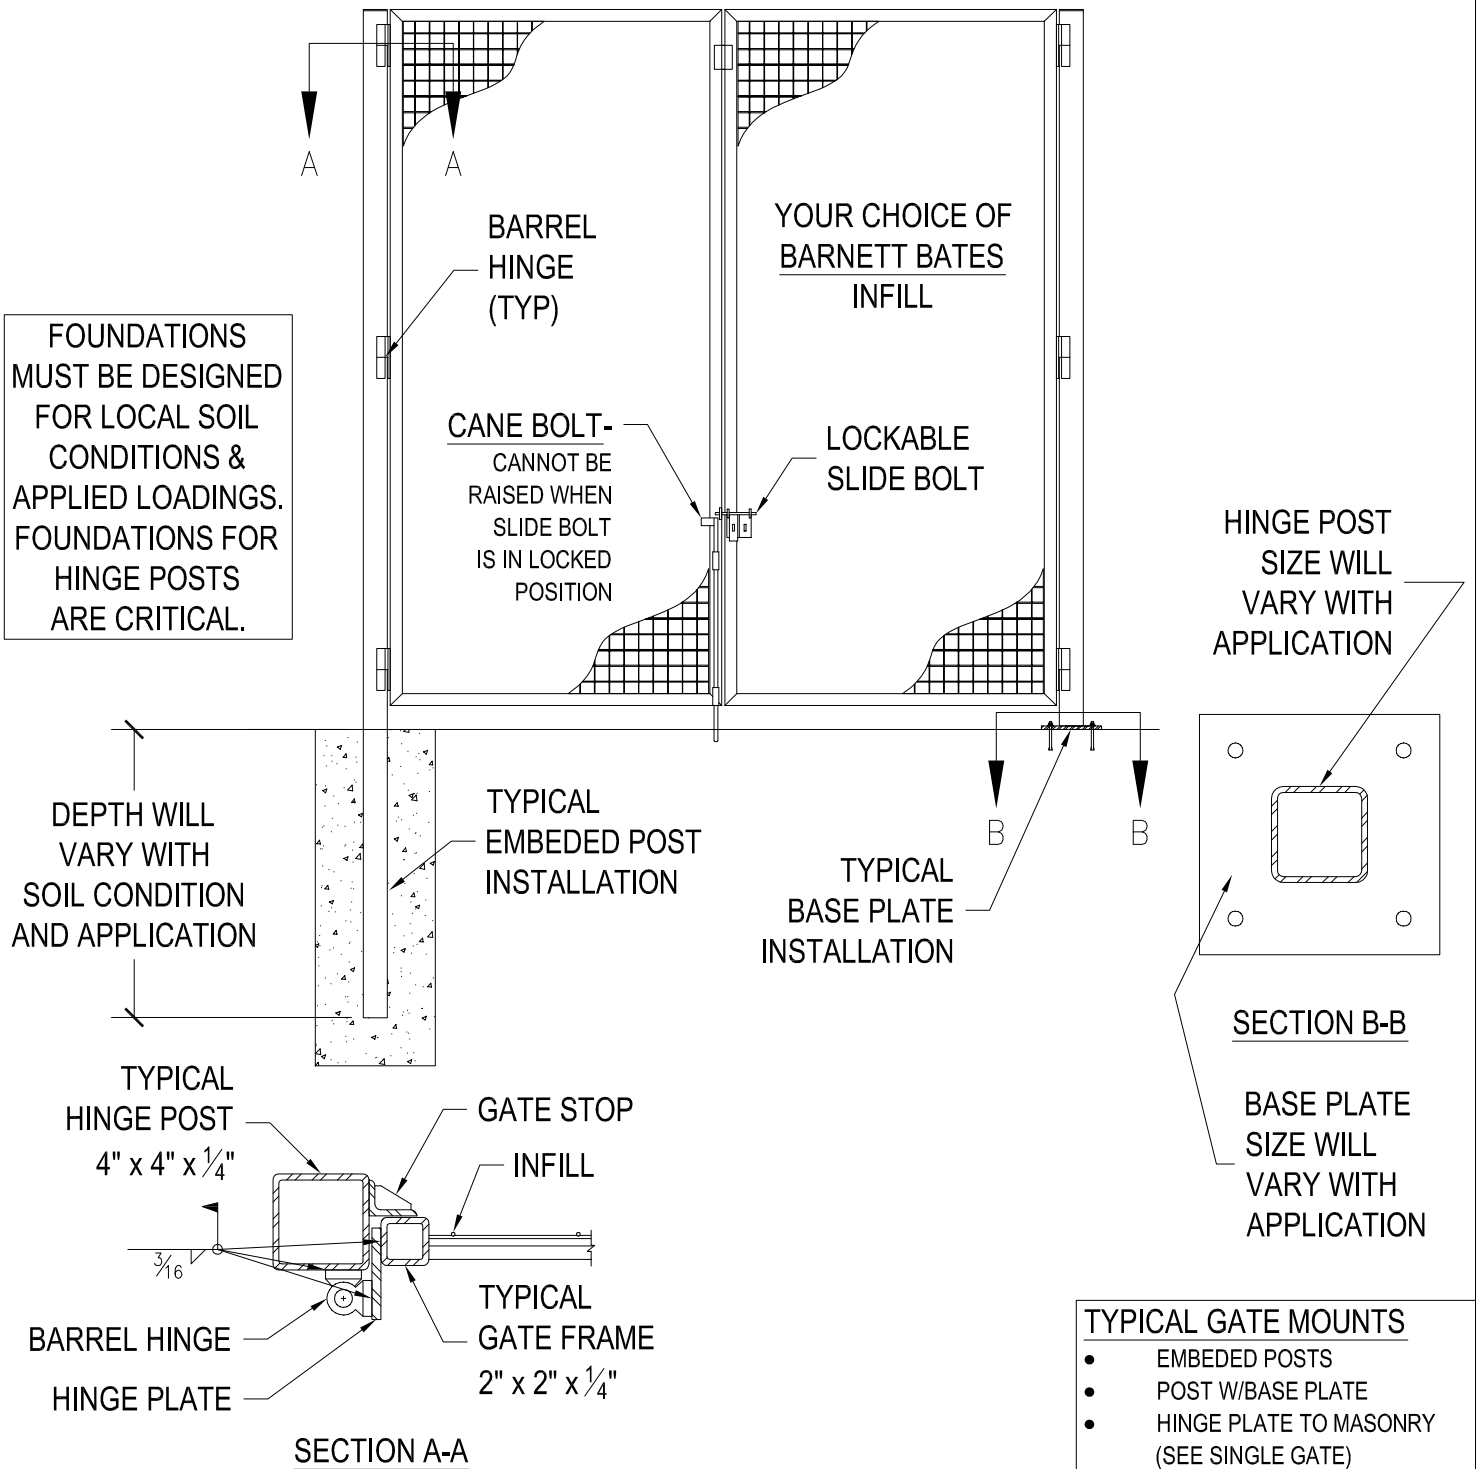 A
A
BARREL
HINGE
(TYP)
YOUR CHOICE OF
BARNETT BATES
INFILL
FOUNDATIONS
MUST BE DESIGNED
FOR LOCAL SOIL
CONDITIONS &
APPLIED LOADINGS.
FOUNDATIONS FOR
HINGE POSTS
ARE CRITICAL.
CANE BOLT-
CANNOT BE
RAISED WHEN
SLIDE BOLT
IS IN LOCKED
POSITION
LOCKABLE
SLIDE BOLT
HINGE POST
SIZE WILL
VARY WITH
APPLICATION
DEPTH WILL
VARY WITH
SOIL CONDITION
AND APPLICATION
TYPICAL
EMBEDED POST
INSTALLATION
B
B
TYPICAL
BASE PLATE
INSTALLATION
SECTION B-B
BASE PLATE
SIZE WILL
VARY WITH
APPLICATION
TYPICAL
HINGE POST
4" x 4" x 1/4"
GATE STOP
INFILL
3/16
BARREL HINGE
HINGE PLATE
TYPICAL
GATE FRAME
2" x 2" x 1/4"
SECTION A-A
TYPICAL GATE MOUNTS
• EMBEDED POSTS
• POST W/BASE PLATE
• HINGE PLATE TO MASONRY
(SEE SINGLE GATE)